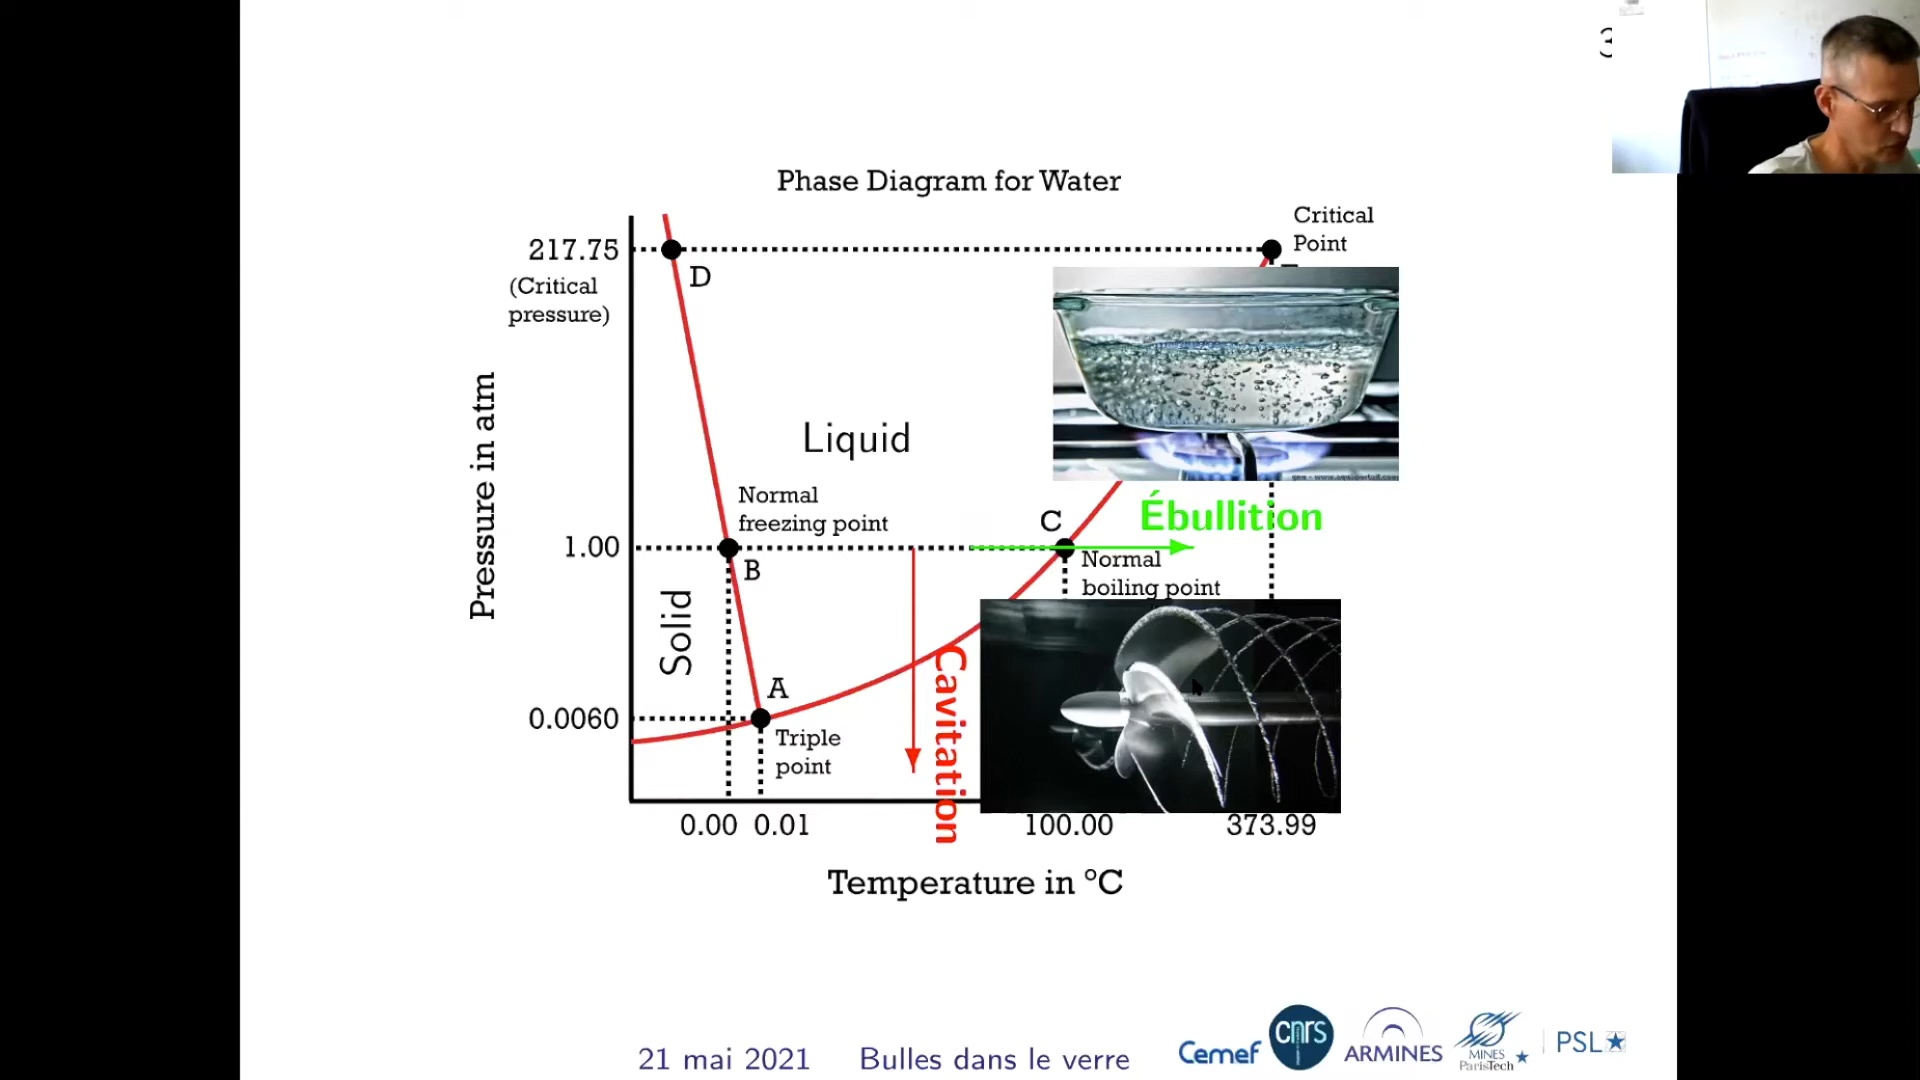 3
Phase Diagram for Water
Critical
Point
217.75
(Critical
pressure)
D
Pressure in atm
Liquid
Normal
freezing point
C
Ébullition
1.00
B
Normal
boiling point
Solid
A
Cavitation
0.0060
Triple
point
0.00 0.01 100.00 373.99
Temperature in °C
21 mai 2021 Bulles dans le verre
Cemef
cnrs
ARMINES
MINES
ParisTech
PSL